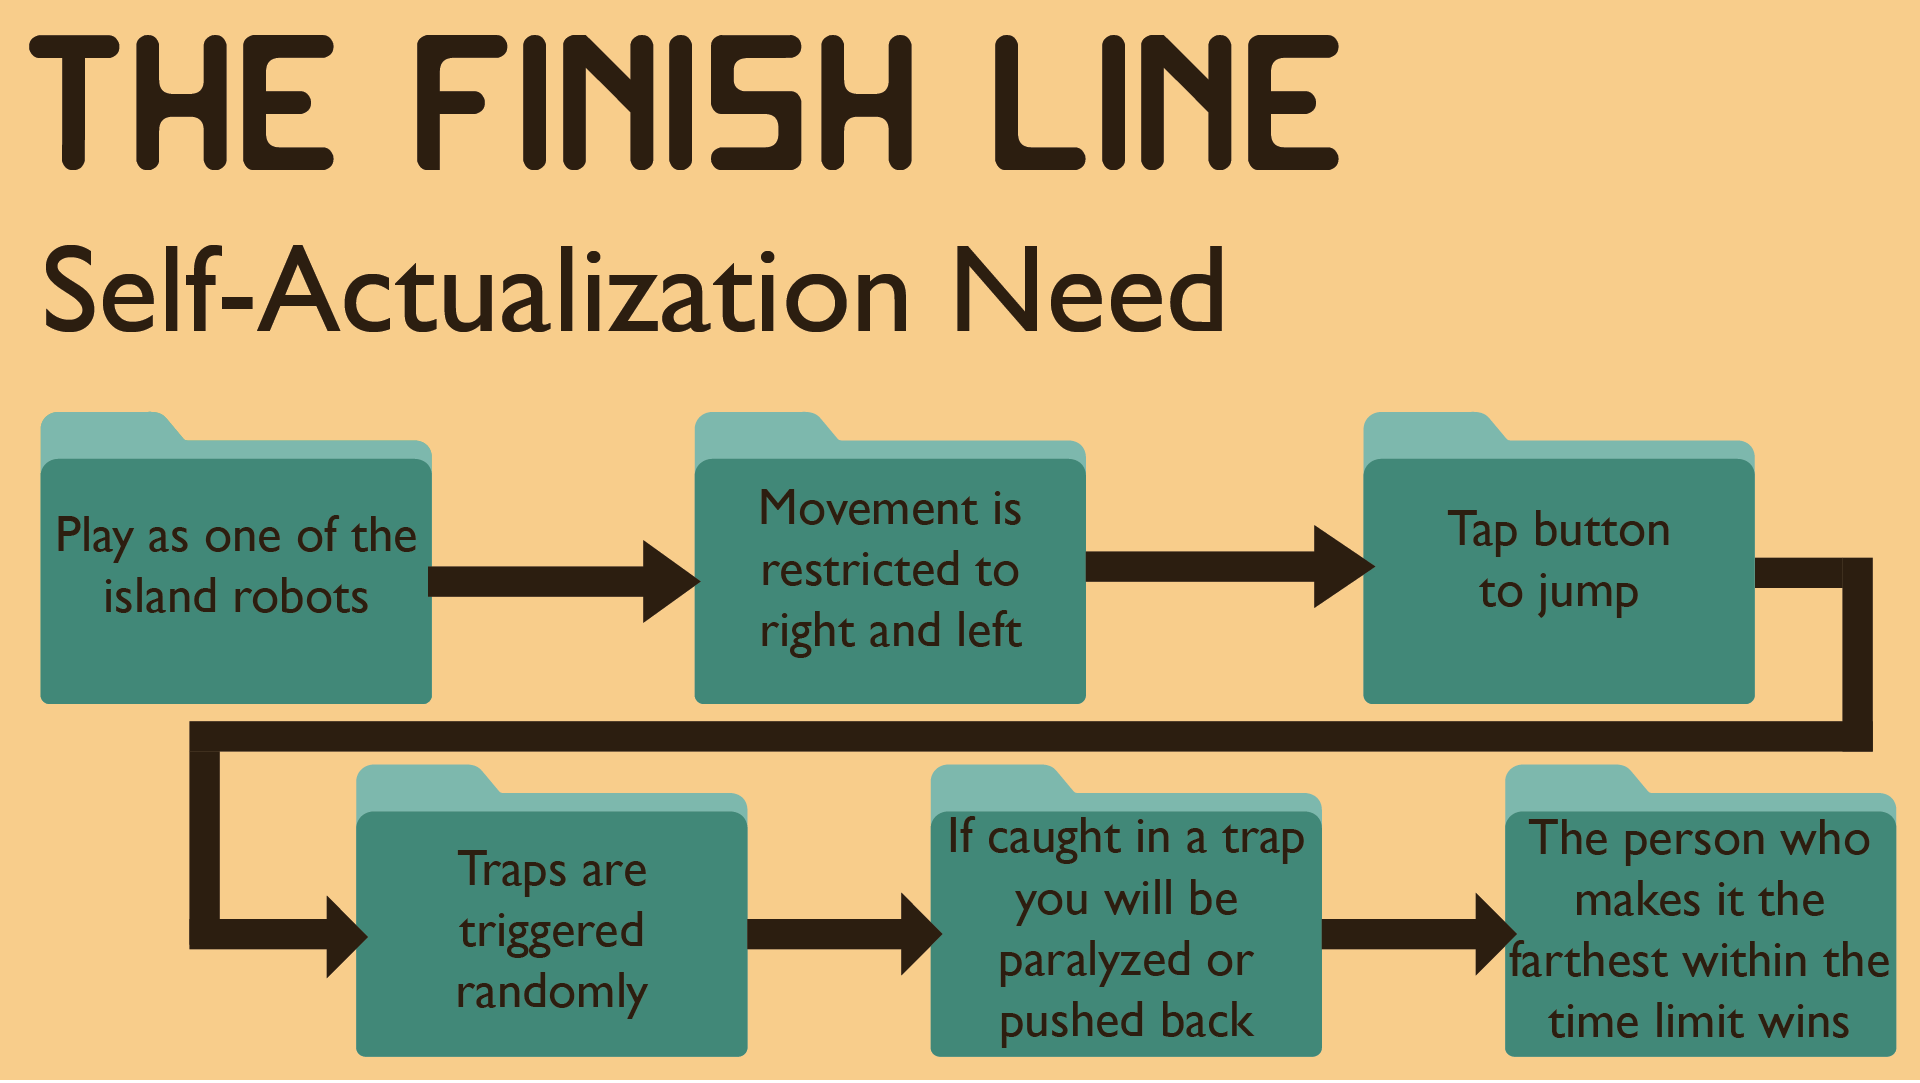 THE FINISH LINE
Self-Actualization Need
Play as one of the
island robots
Movement is
restricted to
right and left
Tap button
to jump
Traps are
triggered
randomly
If caught in a trap
you will be
paralyzed or
pushed back
The person who
makes it the
farthest within the
time limit wins